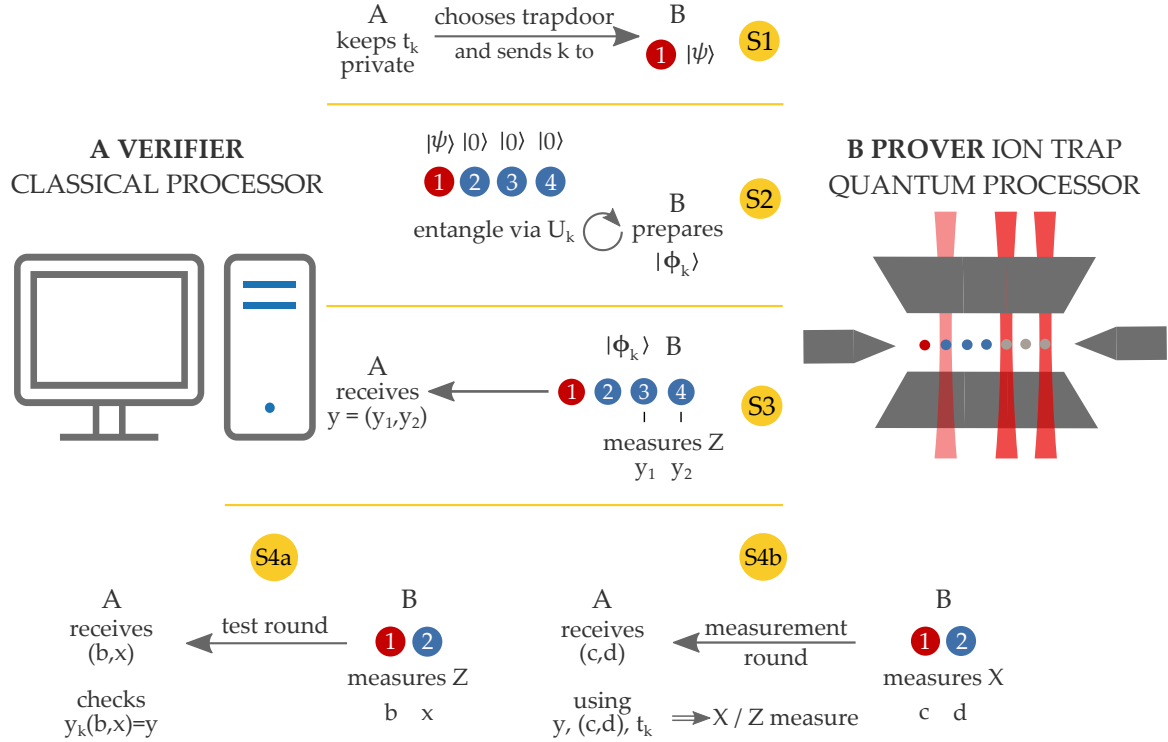 A
keeps t_k
private
chooses trapdoor
and sends k to
B
1 |ψ⟩
S1
A VERIFIER
CLASSICAL PROCESSOR
|ψ⟩ |0⟩ |0⟩ |0⟩
1 2 3 4
entangle via U_k
B
prepares
|Φ_k⟩
S2
B PROVER ION TRAP
QUANTUM PROCESSOR
A
receives
y = (y_1,y_2)
|Φ_k⟩ B
1 2 3 4
measures Z
y_1 y_2
S3
S4a
A
receives
(b,x)
checks
y_k(b,x)=y
test round
B
1 2
measures Z
b x
S4b
A
receives
(c,d)
using
y, (c,d), t_k
⟹ X / Z measure
measurement
round
B
1 2
measures X
c d